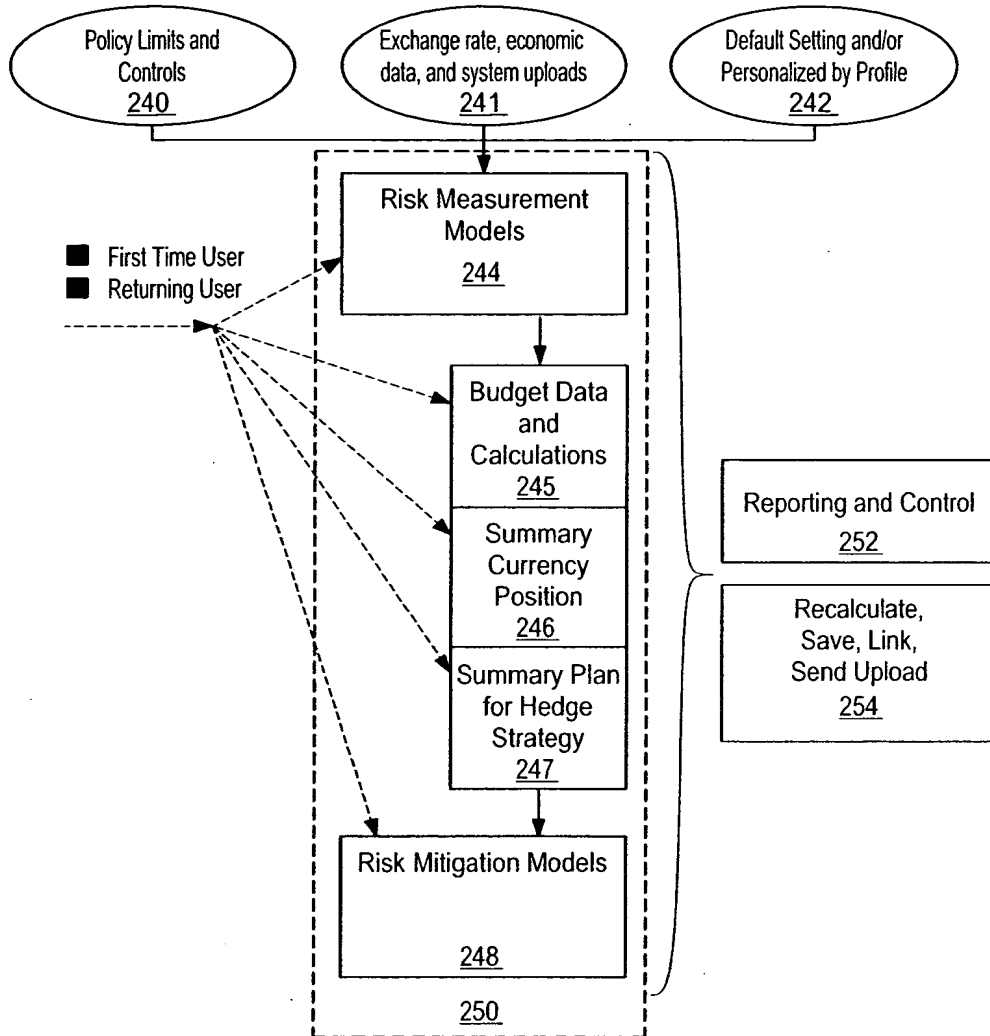 Policy Limits and
Controls
240
Exchange rate, economic
data, and system uploads
241
Default Setting and/or
Personalized by Profile
242
Risk Measurement
Models
244
First Time User
Returning User
Budget Data
and
Calculations
245
Summary
Currency
Position
246
Summary Plan
for Hedge
Strategy
247
Risk Mitigation Models
248
250
Reporting and Control
252
Recalculate,
Save, Link,
Send Upload
254